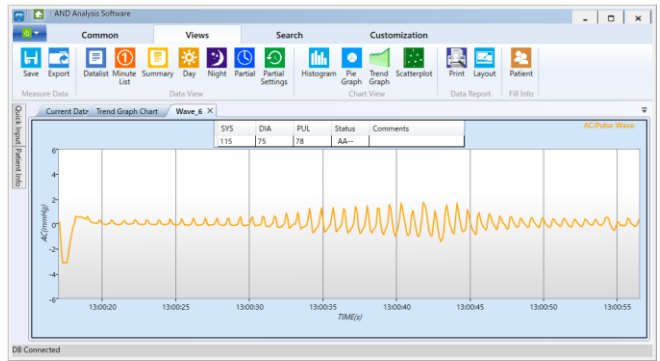 AND Analysis Software
Common Views Search Customization
Save Export Datalist Minute List Summary Day Night Partial Partial Settings Histogram Pie Graph Trend Graph Scatterplot Print Layout Patient
Measure Data Data View Chart View Data Report Fill Info
Quick Input
Patient Info
Current Data Trend Graph Chart Wave_6
SYS DIA PUL Status Comments
115 75 78 AA--
AC:Pulse Wave
AC(mmHg)
6
4
2
0
-2
-4
-6
13:00:20 13:00:25 13:00:30 13:00:35 13:00:40 13:00:45 13:00:50 13:00:55
TIME(s)
DB Connected